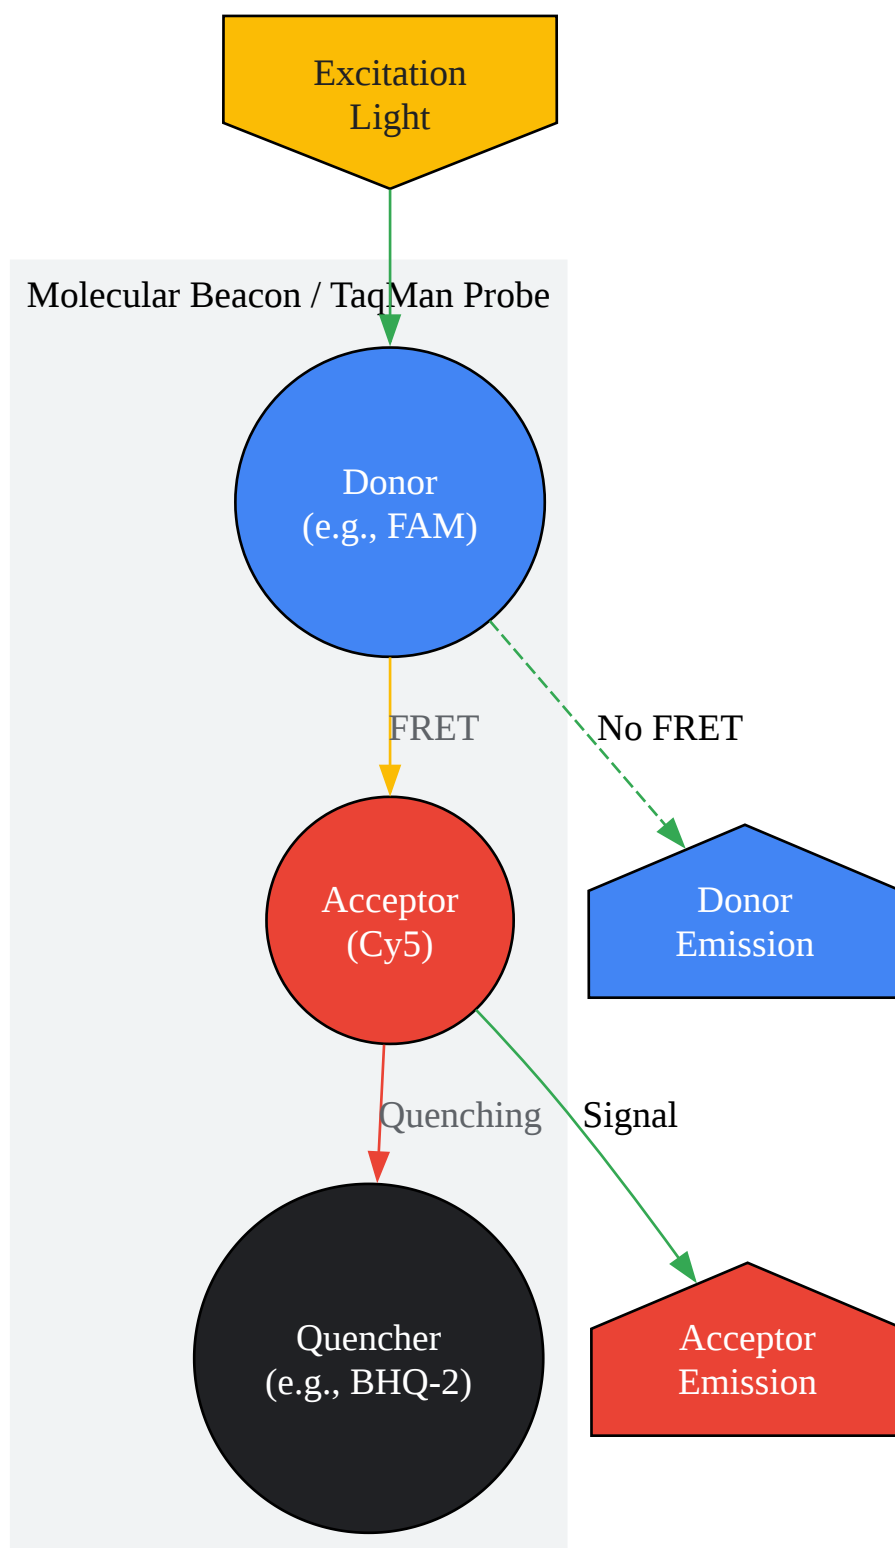 Excitation
Light
Molecular Beacon / TaqMan Probe
Donor
(e.g., FAM)
FRET
No FRET
Acceptor
(Cy5)
Donor
Emission
Quenching
Signal
Quencher
(e.g., BHQ-2)
Acceptor
Emission